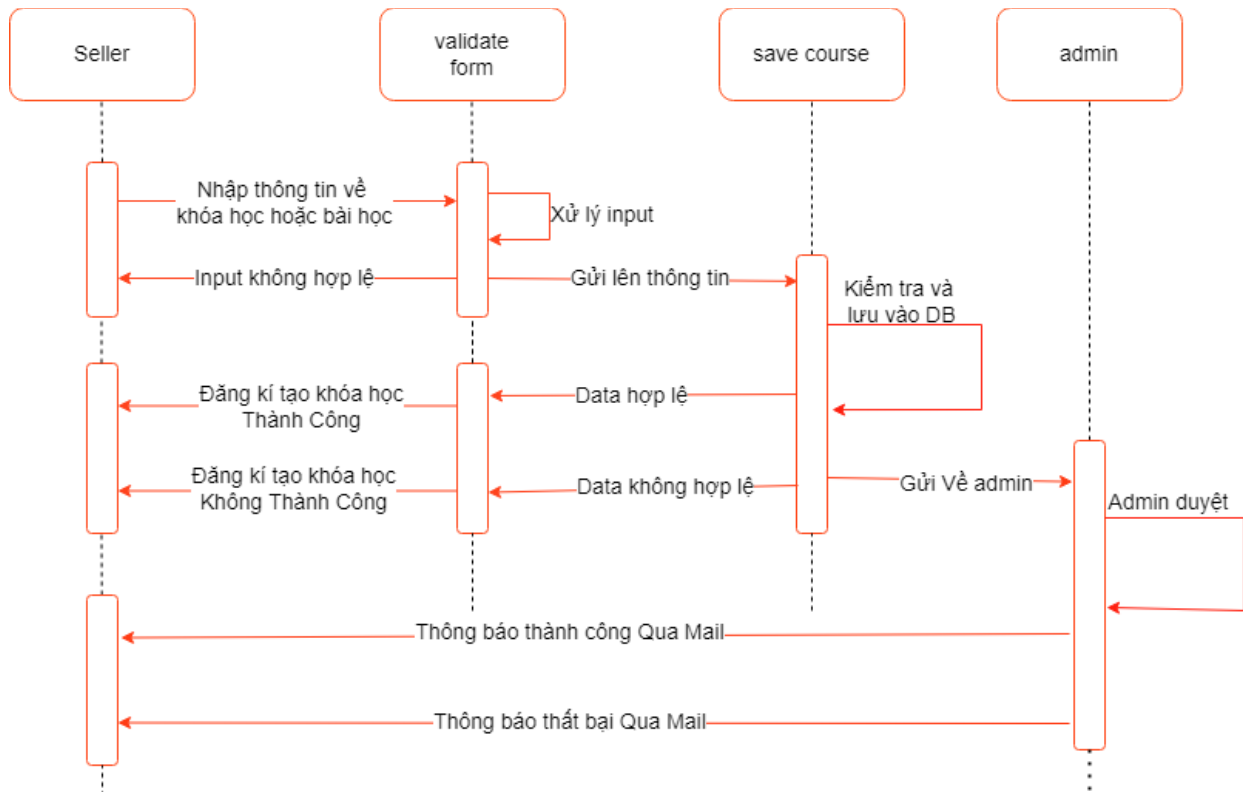 Seller
validate
form
save course
admin
Nhập thông tin về
khóa học hoặc bài học
Xử lý input
Input không hợp lệ
Gửi lên thông tin
Kiểm tra và
lưu vào DB
Đăng kí tạo khóa học
Thành Công
Data hợp lệ
Đăng kí tạo khóa học
Không Thành Công
Data không hợp lệ
Gửi Về admin
Admin duyệt
Thông báo thành công Qua Mail
Thông báo thất bại Qua Mail